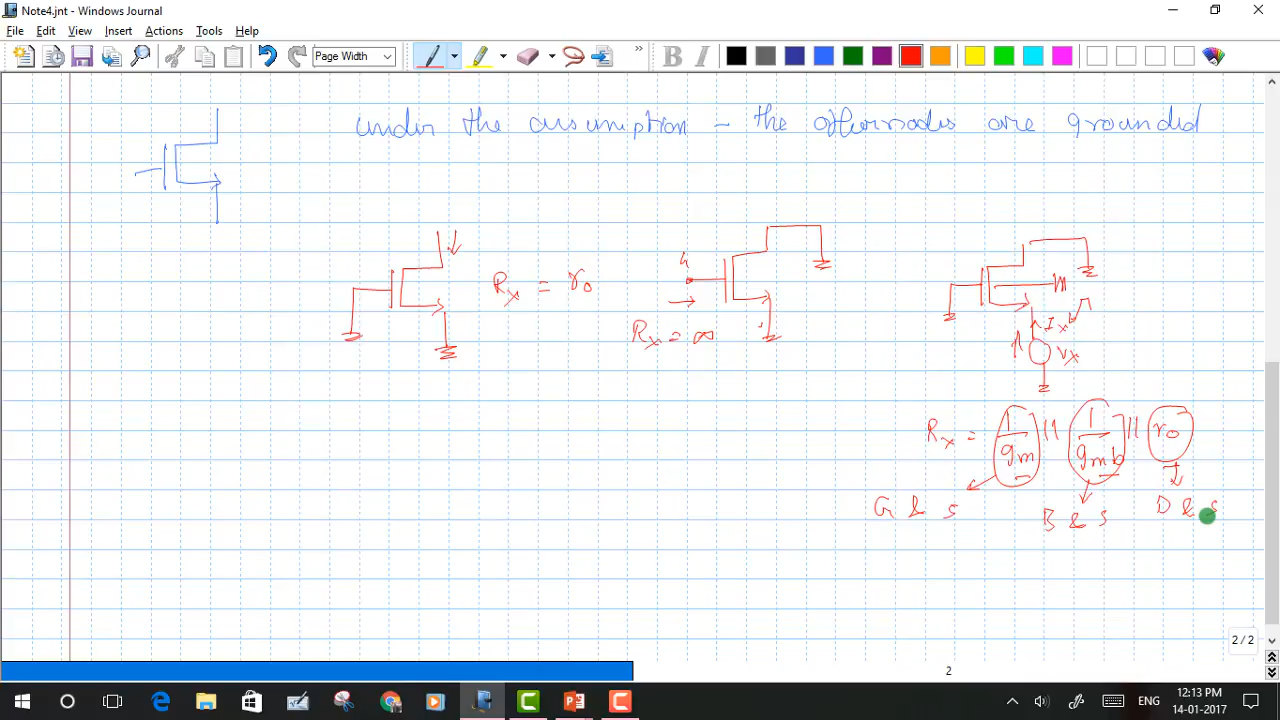 Note4.jnt - Windows Journal
File Edit View Insert Actions Tools Help
Page Width
B I
under the assumption - the other nodes are grounded
Rx = ro
G
Rx = ∞
Ix
Vx
Rx = 1/gm || 1/gmb || ro
G & S
B & S
D & S
2 / 2
2
ENG
12:13 PM
14-01-2017